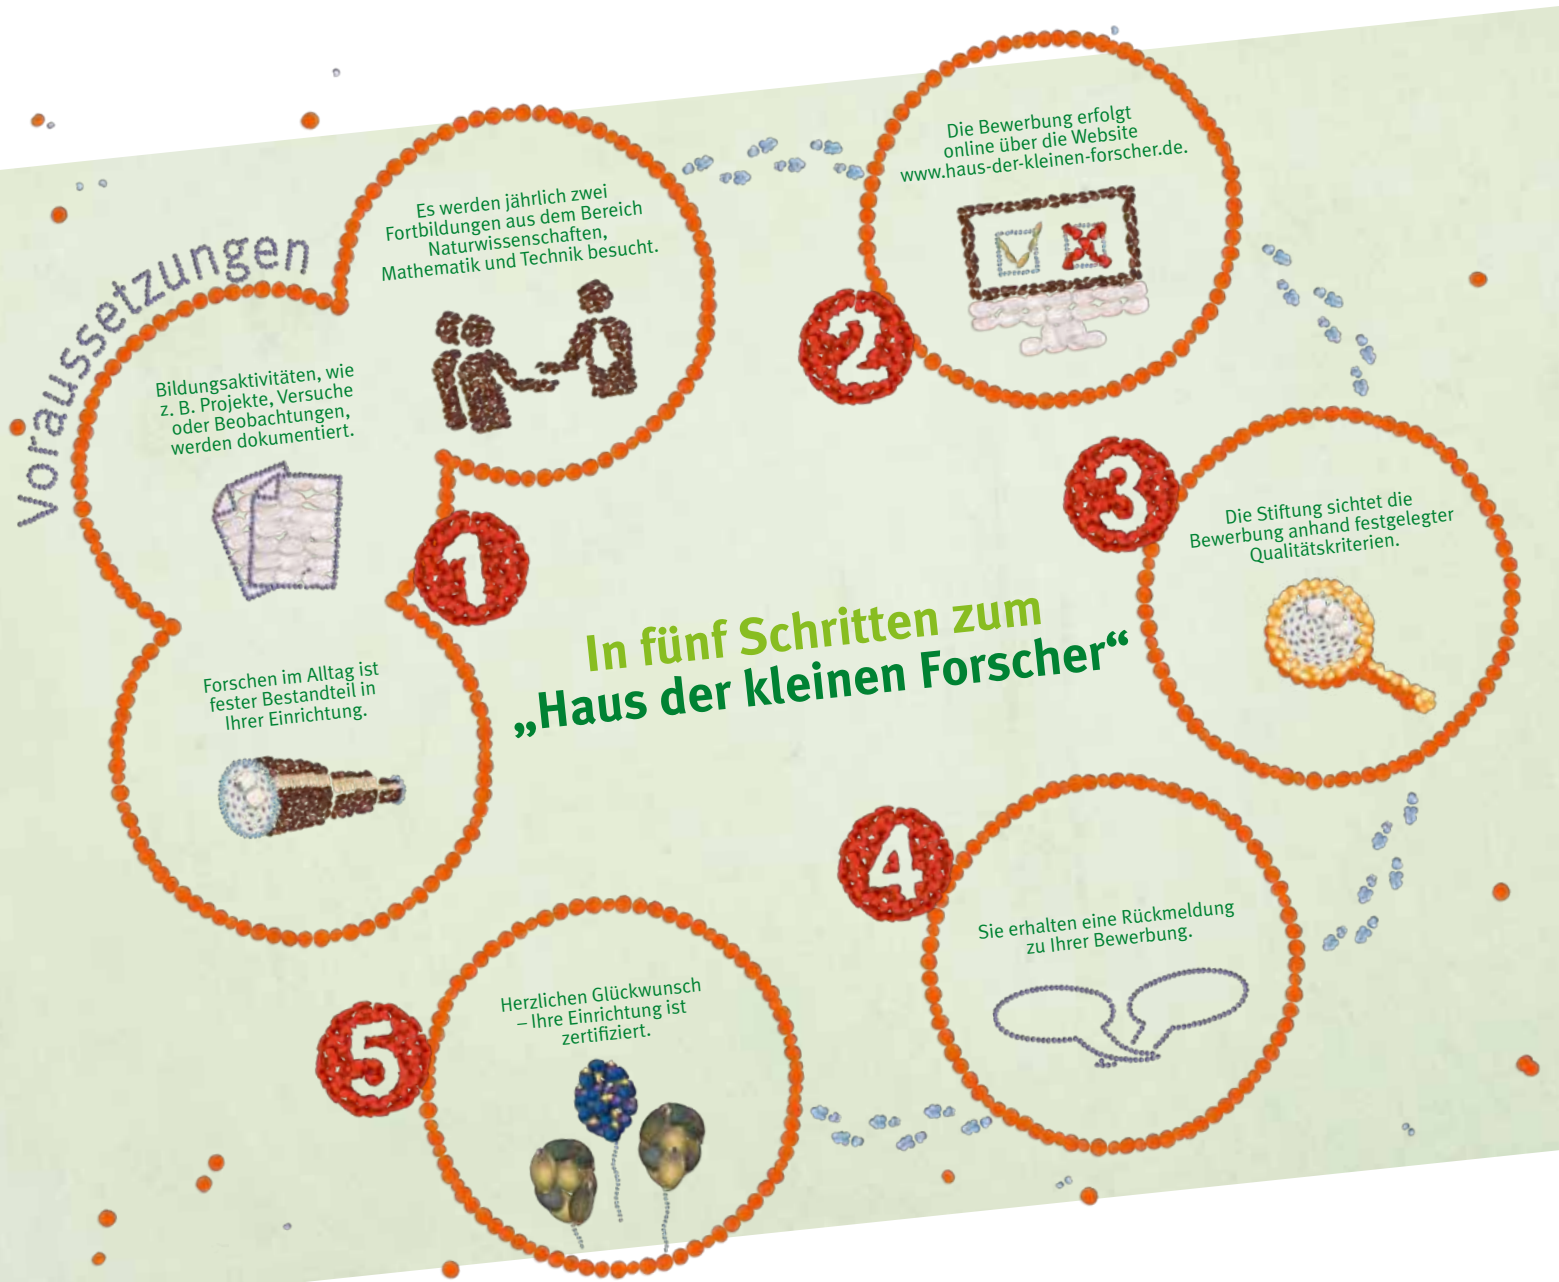 In fünf Schritten zum
„Haus der kleinen Forscher“
Voraussetzungen
1
Es werden jährlich zwei
Fortbildungen aus dem Bereich
Naturwissenschaften,
Mathematik und Technik besucht.
Bildungsaktivitäten, wie
z. B. Projekte, Versuche
oder Beobachtungen,
werden dokumentiert.
Forschen im Alltag ist
fester Bestandteil in
Ihrer Einrichtung.
2
Die Bewerbung erfolgt
online über die Website
www.haus-der-kleinen-forscher.de.
3
Die Stiftung sichtet die
Bewerbung anhand festgelegter
Qualitätskriterien.
4
Sie erhalten eine Rückmeldung
zu Ihrer Bewerbung.
5
Herzlichen Glückwunsch
– Ihre Einrichtung ist
zertifiziert.